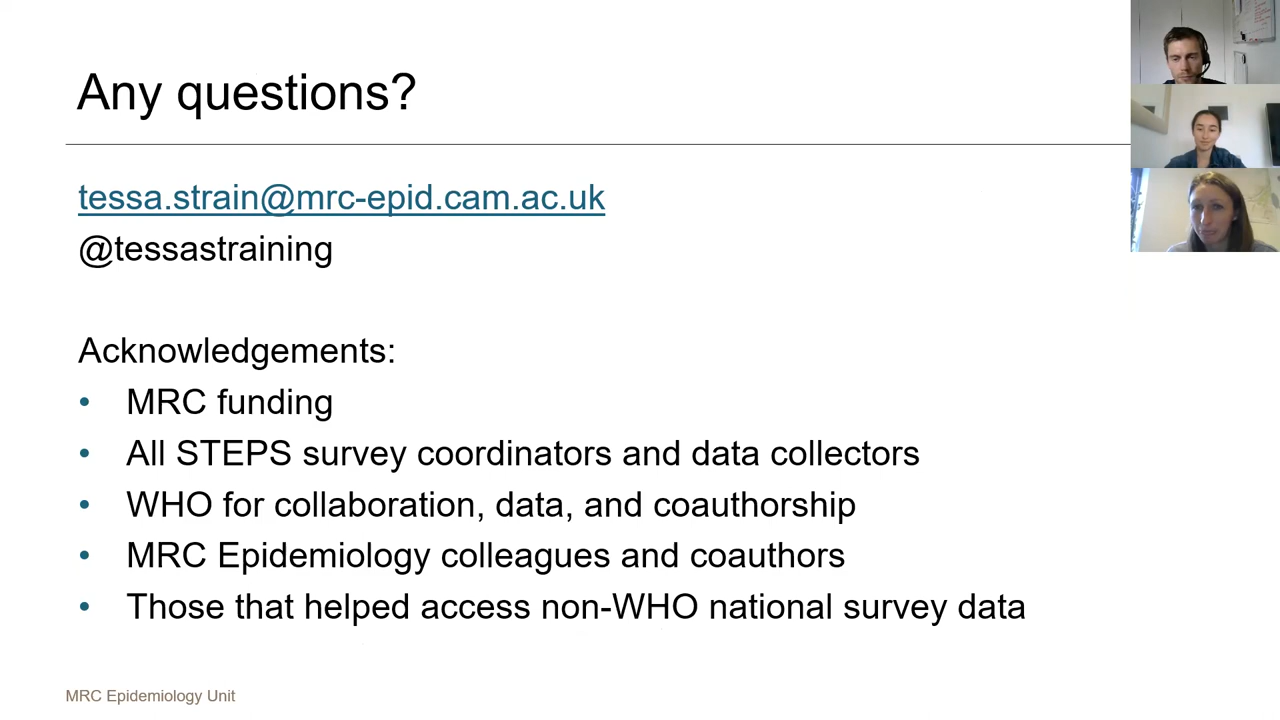 Any questions?
tessa.strain@mrc-epid.cam.ac.uk
@tessastraining
Acknowledgements:
• MRC funding
• All STEPS survey coordinators and data collectors
• WHO for collaboration, data, and coauthorship
• MRC Epidemiology colleagues and coauthors
• Those that helped access non-WHO national survey data
MRC Epidemiology Unit